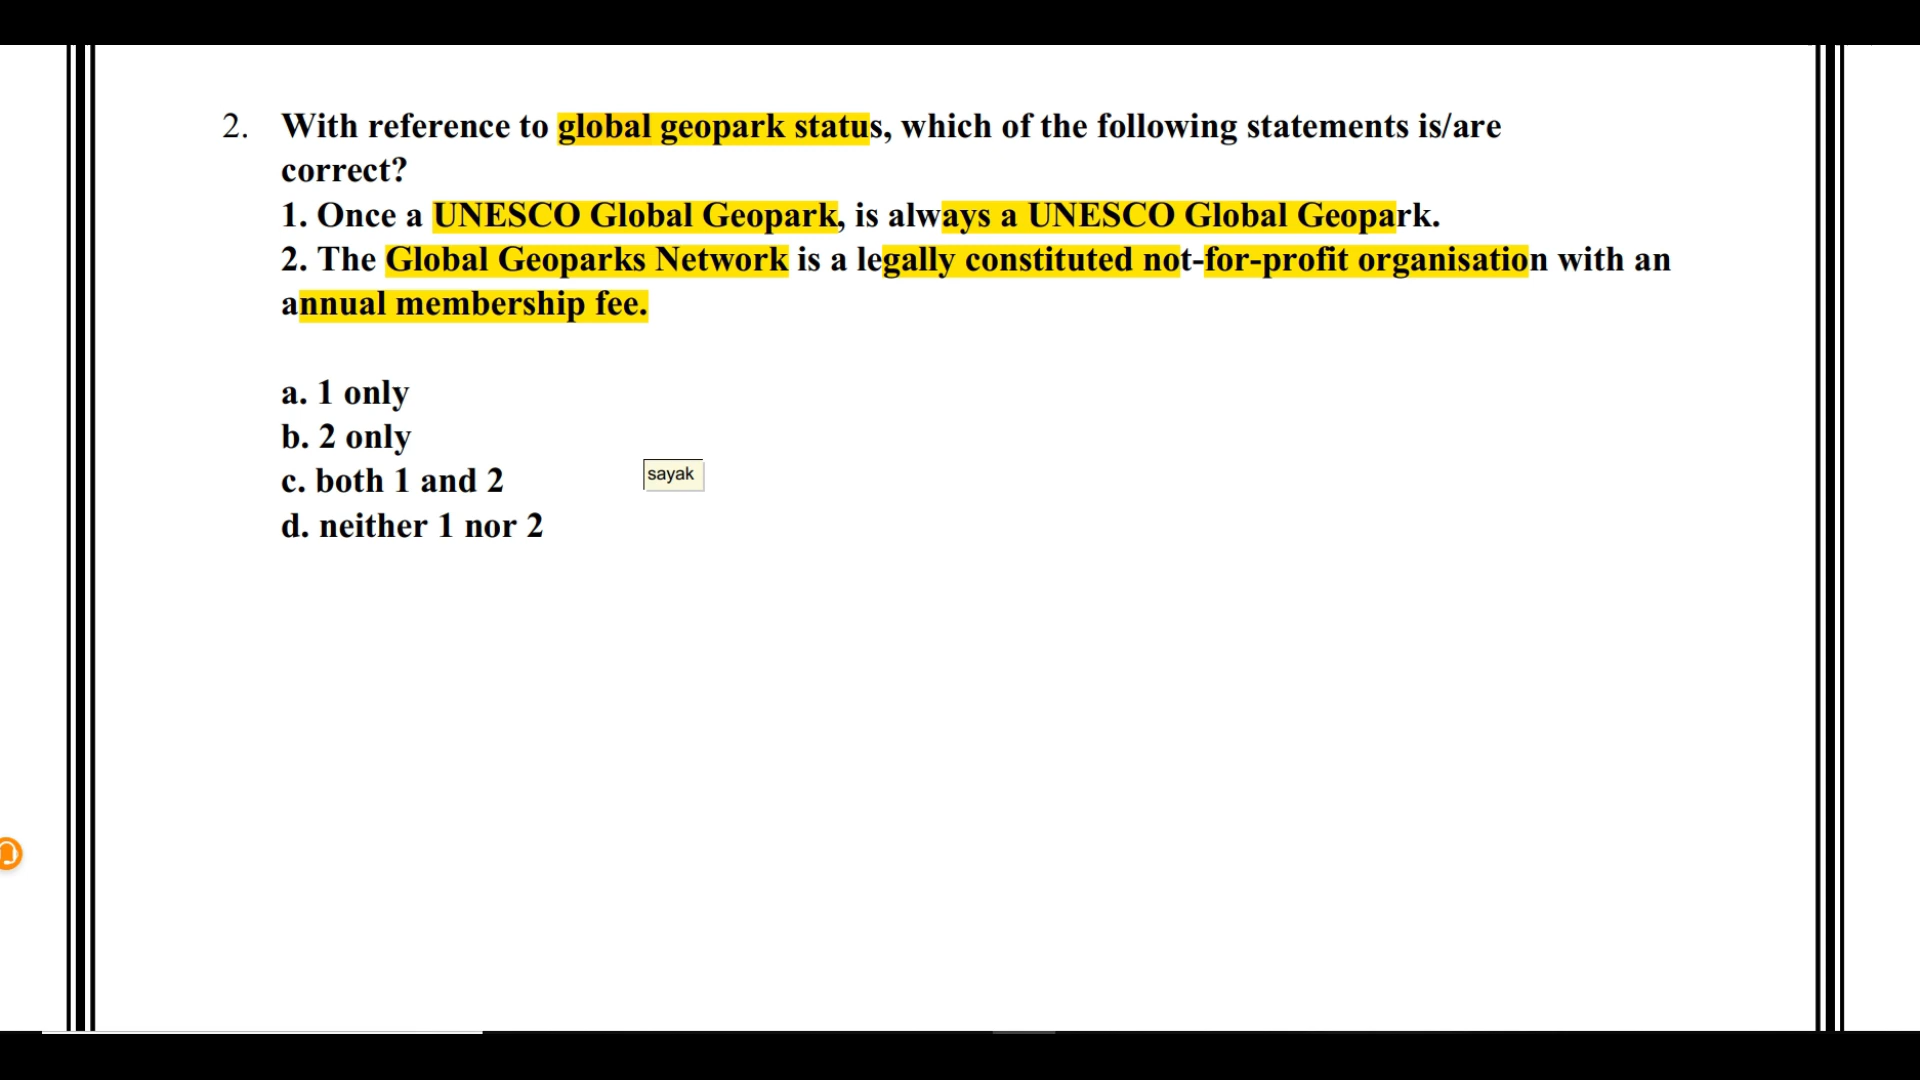 2. With reference to global geopark status, which of the following statements is/are
correct?
1. Once a UNESCO Global Geopark, is always a UNESCO Global Geopark.
2. The Global Geoparks Network is a legally constituted not-for-profit organisation with an
annual membership fee.
a. 1 only
b. 2 only
c. both 1 and 2
sayak
d. neither 1 nor 2